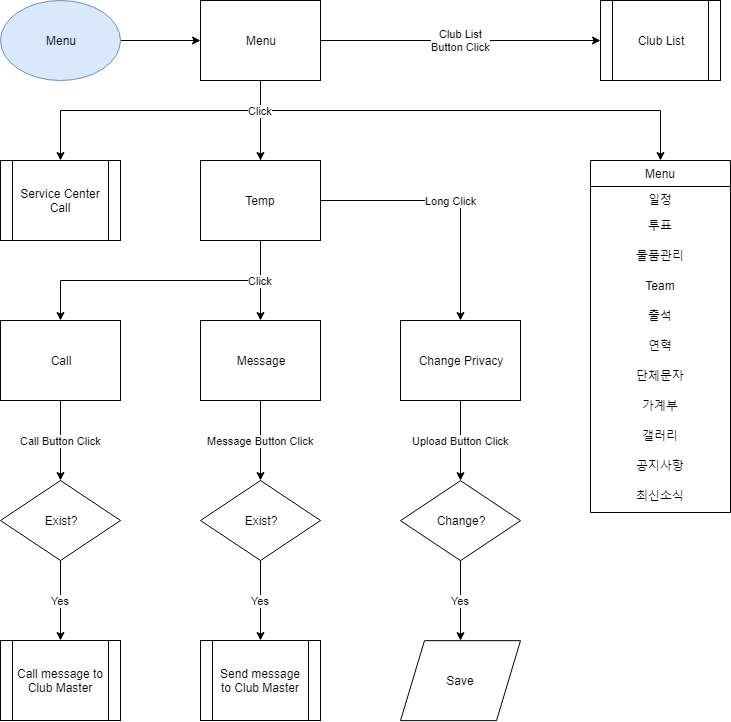 Menu
Menu
Club List
Button Click
Club List
Click
Service Center
Call
Temp
Long Click
Menu
일정
투표
물품관리
Team
출석
연혁
단체문자
가계부
갤러리
공지사항
최신소식
Click
Call
Message
Change Privacy
Call Button Click
Message Button Click
Upload Button Click
Exist?
Exist?
Change?
Yes
Yes
Yes
Call message to
Club Master
Send message
to Club Master
Save